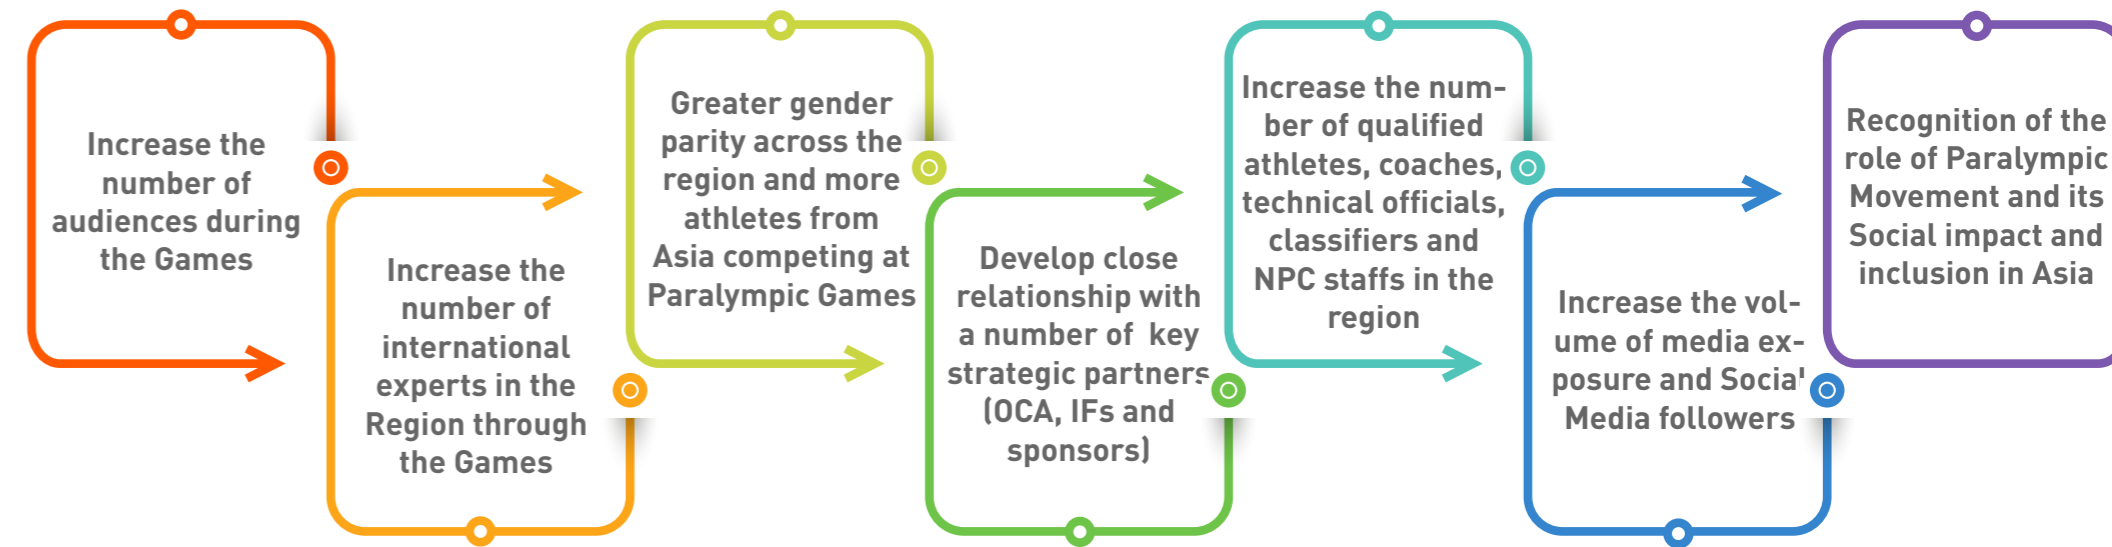 Increase the
number of
audiences during
the Games
Increase the
number of
international
experts in the
Region through
the Games
Greater gender
parity across the
region and more
athletes from
Asia competing at
Paralympic Games
Develop close
relationship with
a number of  key
strategic partners
(OCA, IFs and
sponsors)
Increase the num-
ber of qualified
athletes, coaches,
technical officials,
classifiers and
NPC staffs in the
region
Increase the vol-
ume of media ex-
posure and Social
Media followers
Recognition of the
role of Paralympic
Movement and its
Social impact and
inclusion in Asia